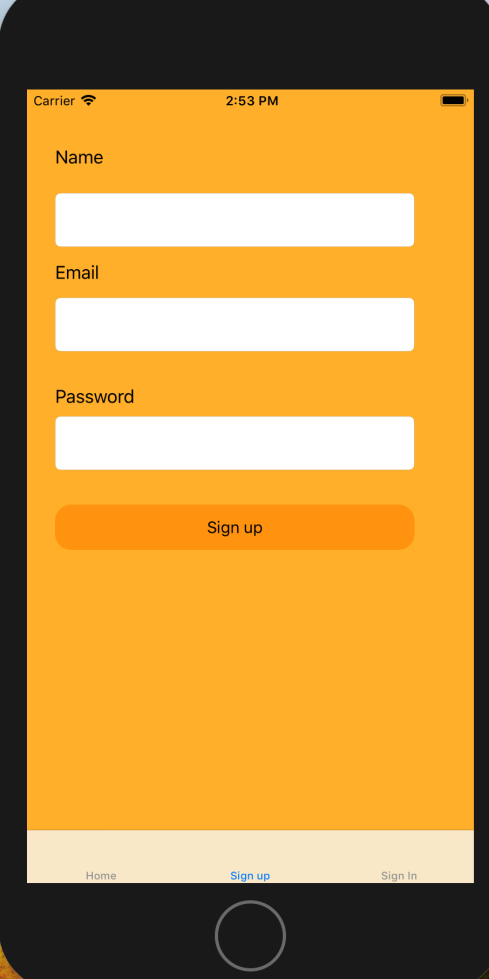 Carrier 2:53 PM
Name
Email
Password
Sign up
Home Sign up Sign In